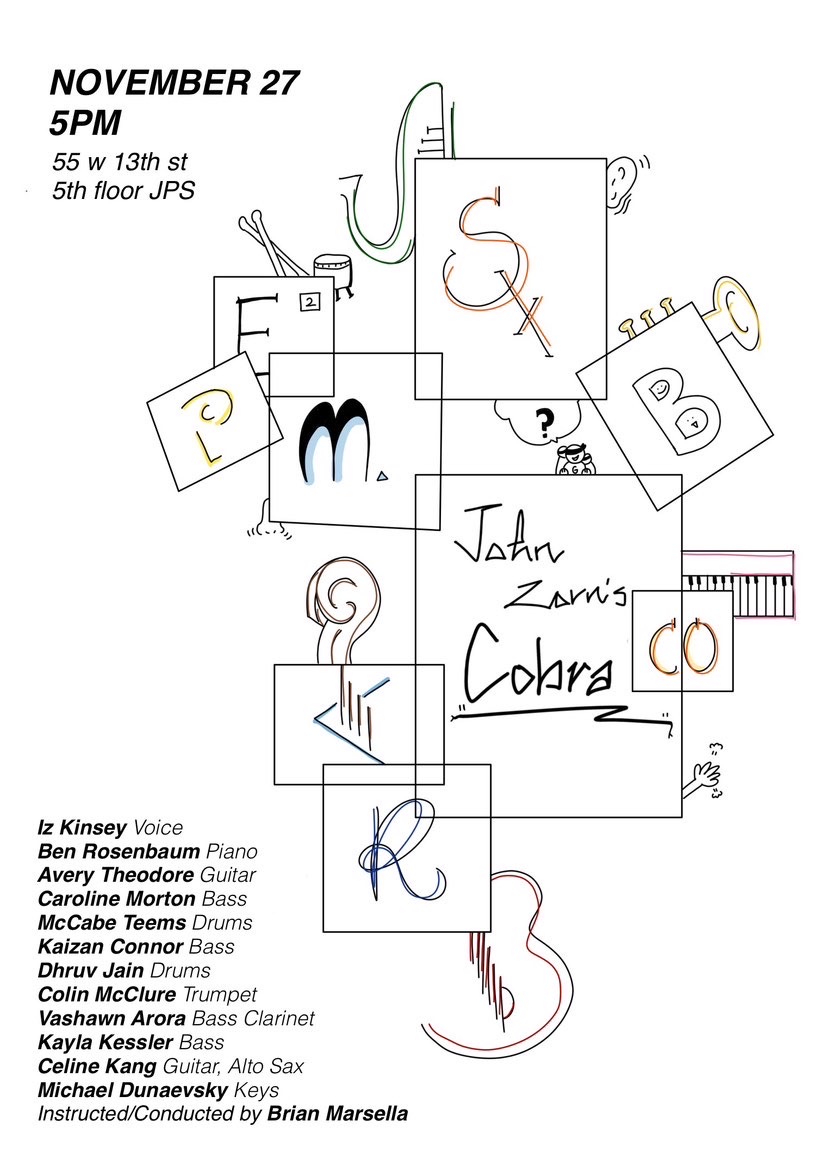 NOVEMBER 27
5PM
55 w 13th st
5th floor JPS
SX
E 2
PCL
B
m.
?
G
John
Zorn's
Cobra
CO
K
R
Iz Kinsey Voice
Ben Rosenbaum Piano
Avery Theodore Guitar
Caroline Morton Bass
McCabe Teems Drums
Kaizan Connor Bass
Dhruv Jain Drums
Colin McClure Trumpet
Vashawn Arora Bass Clarinet
Kayla Kessler Bass
Celine Kang Guitar, Alto Sax
Michael Dunaevsky Keys
Instructed/Conducted by Brian Marsella